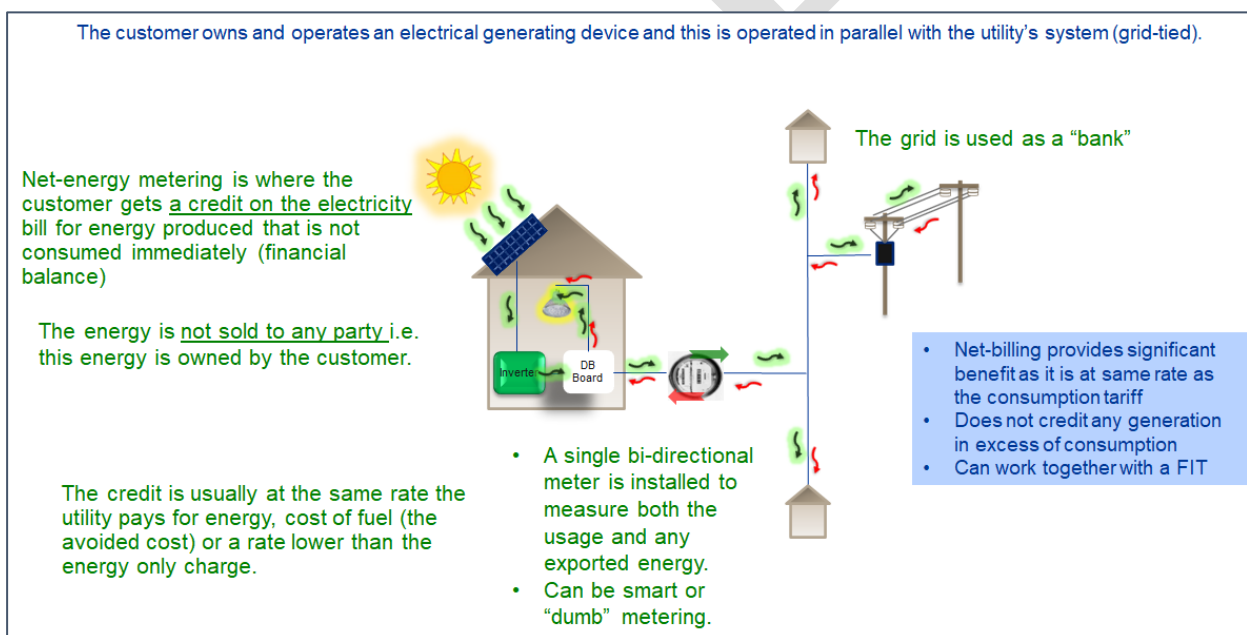 The customer owns and operates an electrical generating device and this is operated in parallel with the utility's system (grid-tied).
The grid is used as a “bank”
Net-energy metering is where the
customer gets a credit on the electricity
bill for energy produced that is not
consumed immediately (financial
balance)
The energy is not sold to any party i.e.
this energy is owned by the customer.
Inverter
DB
Board
• Net-billing provides significant
benefit as it is at same rate as
the consumption tariff
• Does not credit any generation
in excess of consumption
• Can work together with a FIT
The credit is usually at the same rate the
utility pays for energy, cost of fuel (the
avoided cost) or a rate lower than the
energy only charge.
• A single bi-directional
meter is installed to
measure both the
usage and any
exported energy.
• Can be smart or
“dumb” metering.